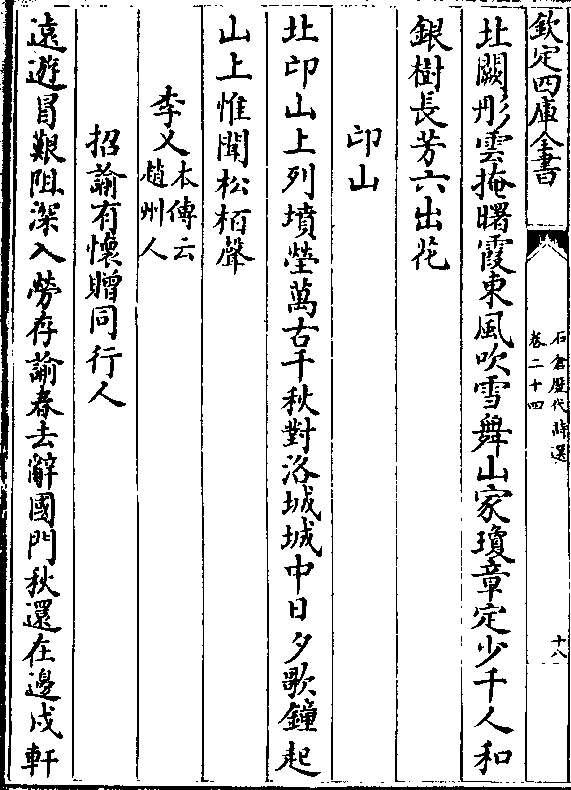 欽定四庫全書
石倉歷代詩選
卷二十四
十八
北闕彤雲掩曙霞東風吹雪舞山家瓊章定少千人和
銀樹長芳六出花
邙山
北邙山上列墳塋萬古千秋對洛城城中日夕歌鐘起
山上惟聞松柏聲
李乂
本傳云
趙州人
招諭有懷贈同行人
遠遊冒艱阻深入勞存諭春去辭國門秋還在邊戍軒